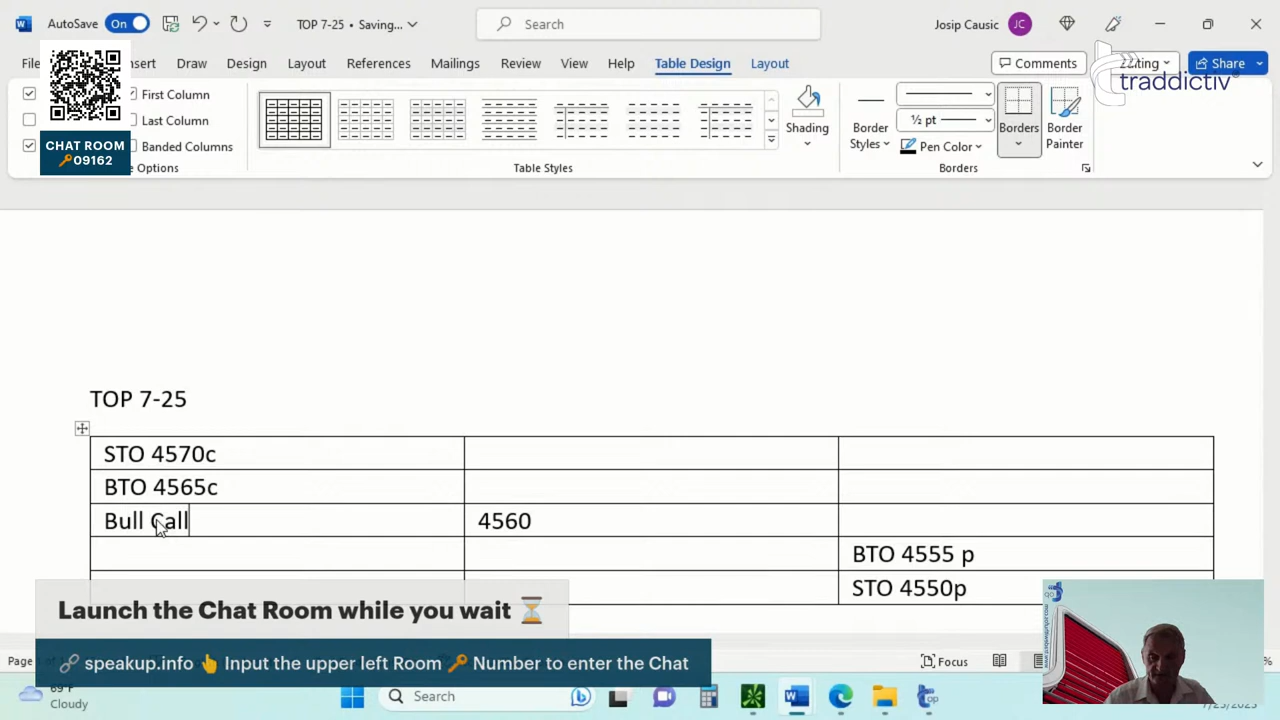 AutoSave On TOP 7-25 • Saving... Search Josip Causic JC
Draw Design Layout References Mailings Review View Help Table Design Layout Comments Editing Share
traddictiv
First Column
Last Column
Banded Columns
CHAT ROOM
09162
Options
Table Styles
Shading
Border
Styles
½ pt
Pen Color
Borders
Border
Painter
Borders
TOP 7-25
STO 4570c
BTO 4565c
Bull Call 4560
BTO 4555 p
STO 4550p
Launch the Chat Room while you wait
speakup.info Input the upper left Room Number to enter the Chat
Focus
Cloudy
Search